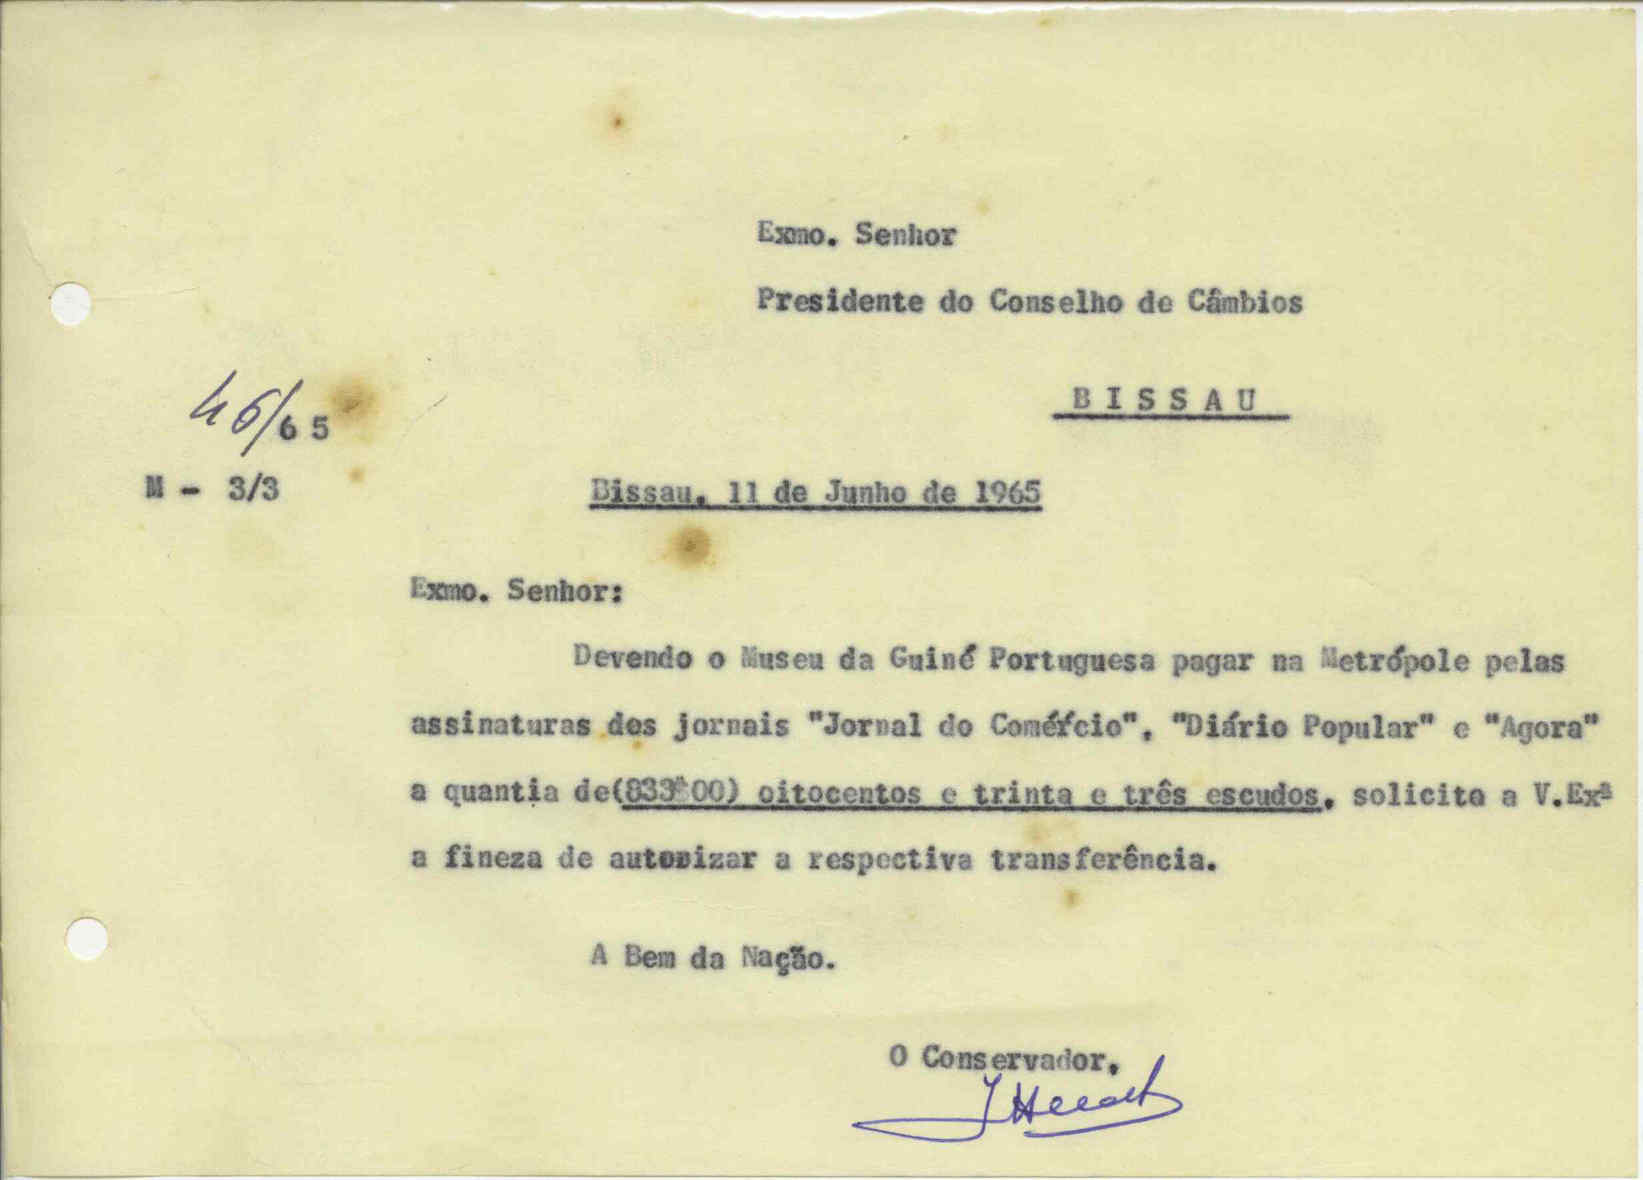 Exmo. Senhor
Presidente do Conselho de Câmbios
BISSAU
46/65
M - 3/3
Bissau, 11 de Junho de 1965
Exmo. Senhor:
Devendo o Museu da Guiné Portuguesa pagar na Metrópole pelas
assinaturas dos jornais "Jornal do Comércio", "Diário Popular" e "Agora"
a quantia de(833$00) oitocentos e trinta e três escudos, solicito a V.Exª
a fineza de autorizar a respectiva transferência.
A Bem da Nação.
O Conservador,